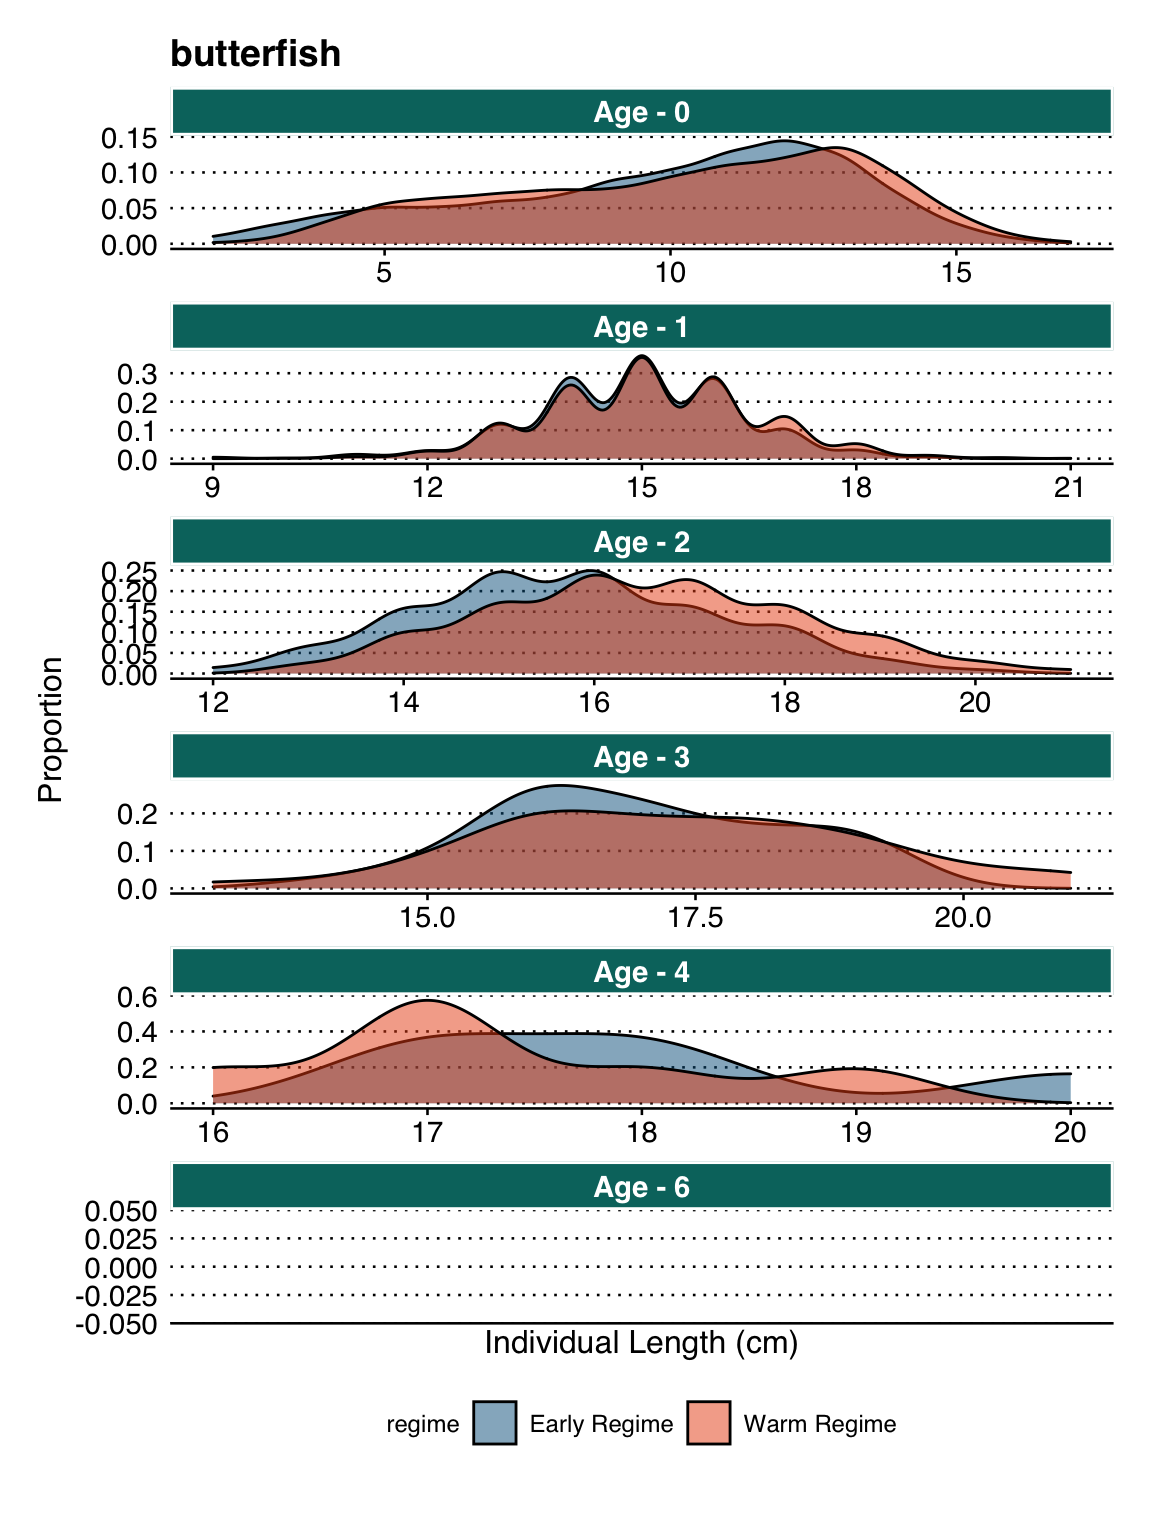 butterfish
Age - 0
0.15
0.10
0.05
0.00
5 10 15
Age - 1
0.3
0.2
0.1
0.0
9 12 15 18 21
Age - 2
0.25
0.20
0.15
0.10
0.05
0.00
12 14 16 18 20
Proportion
Age - 3
0.2
0.1
0.0
15.0 17.5 20.0
Age - 4
0.6
0.4
0.2
0.0
16 17 18 19 20
Age - 6
0.050
0.025
0.000
-0.025
-0.050
Individual Length (cm)
regime Early Regime Warm Regime